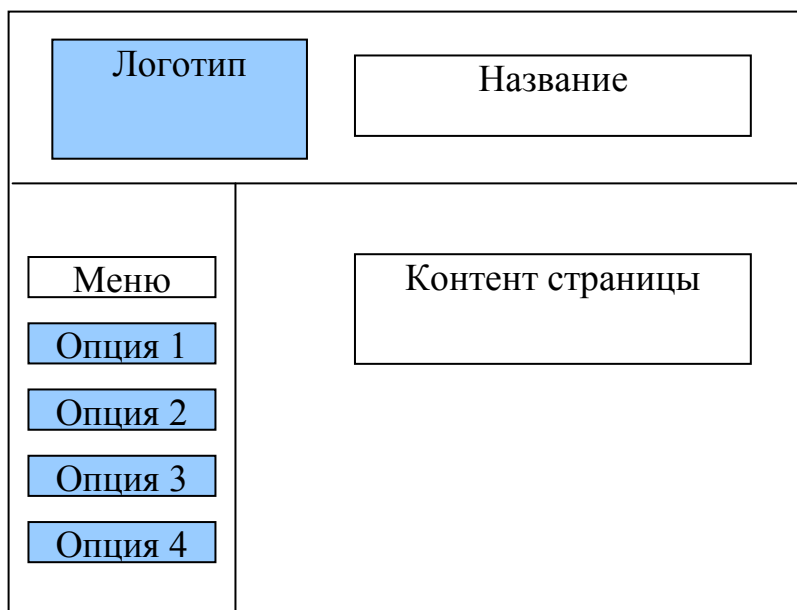 Логотип
Название
Меню
Опция 1
Опция 2
Опция 3
Опция 4
Контент страницы